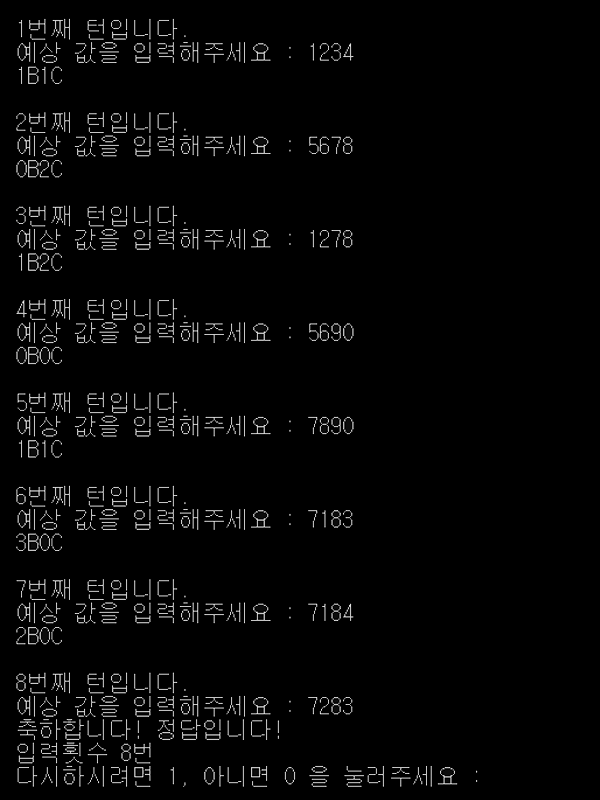 1번째 턴입니다.
예상 값을 입력해주세요 : 1234
1B1C
2번째 턴입니다.
예상 값을 입력해주세요 : 5678
0B2C
3번째 턴입니다.
예상 값을 입력해주세요 : 1278
1B2C
4번째 턴입니다.
예상 값을 입력해주세요 : 5690
0B0C
5번째 턴입니다.
예상 값을 입력해주세요 : 7890
1B1C
6번째 턴입니다.
예상 값을 입력해주세요 : 7183
3B0C
7번째 턴입니다.
예상 값을 입력해주세요 : 7184
2B0C
8번째 턴입니다.
예상 값을 입력해주세요 : 7283
축하합니다! 정답입니다!
입력횟수 8번
다시하시려면 1, 아니면 0 을 눌러주세요 :